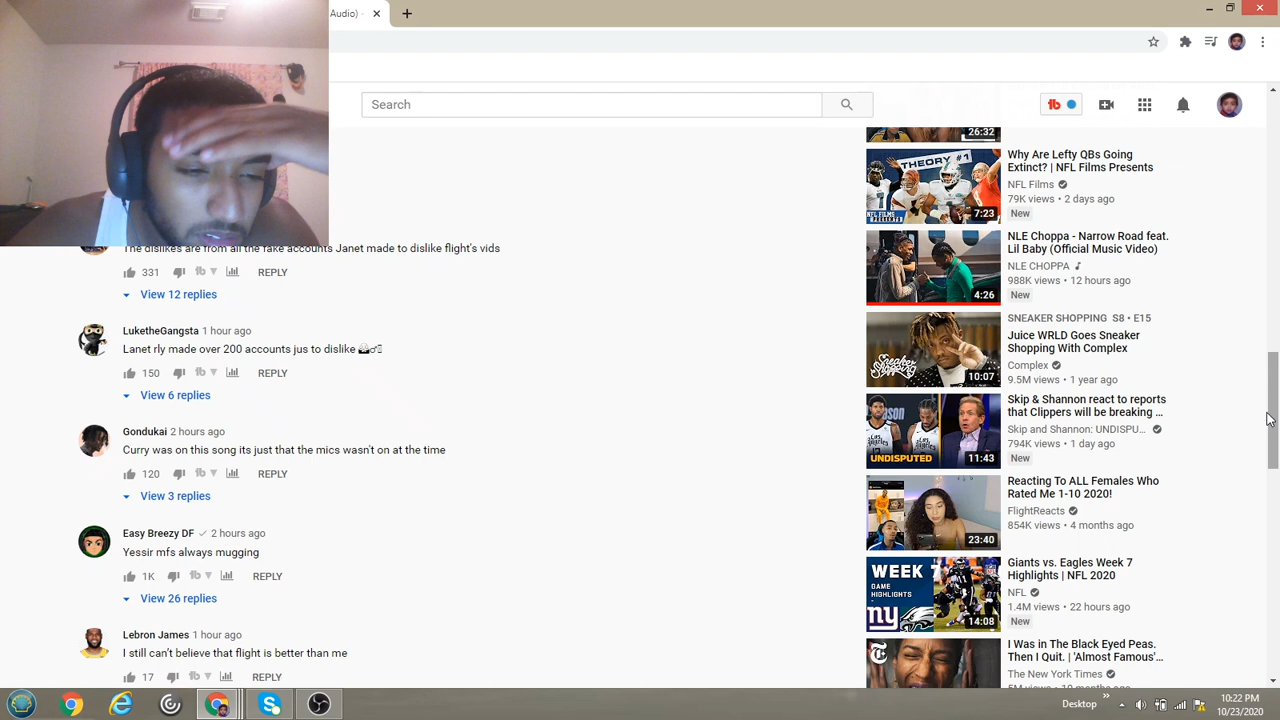 Audio)
Search
26:32
The dislikes are from all the fake accounts Janet made to dislike flight's vids
331 REPLY
View 12 replies
LuketheGangsta 1 hour ago
Lanet rly made over 200 accounts jus to dislike
150 REPLY
View 6 replies
Gondukai 2 hours ago
Curry was on this song its just that the mics wasn't on at the time
120 REPLY
View 3 replies
Easy Breezy DF 2 hours ago
Yessir mfs always mugging
1K REPLY
View 26 replies
Lebron James 1 hour ago
I still can't believe that flight is better than me
17 REPLY
THEORY #1
NFL FILMS
PRESENTS
7:23
Why Are Lefty QBs Going
Extinct? | NFL Films Presents
NFL Films
79K views • 2 days ago
New
4:26
NLE Choppa - Narrow Road feat.
Lil Baby (Official Music Video)
NLE CHOPPA
988K views • 12 hours ago
New
Sneaker
Shopping
10:07
SNEAKER SHOPPING S8 • E15
Juice WRLD Goes Sneaker
Shopping With Complex
Complex
9.5M views • 1 year ago
UNDISPUTED
11:43
Skip & Shannon react to reports
that Clippers will be breaking ...
Skip and Shannon: UNDISPU...
794K views • 1 day ago
New
23:40
Reacting To ALL Females Who
Rated Me 1-10 2020!
FlightReacts
854K views • 4 months ago
WEEK 7
GAME
HIGHLIGHTS
ny
14:08
Giants vs. Eagles Week 7
Highlights | NFL 2020
NFL
1.4M views • 22 hours ago
New
I Was in The Black Eyed Peas.
Then I Quit. | 'Almost Famous'...
The New York Times
Desktop
10:22 PM
10/23/2020